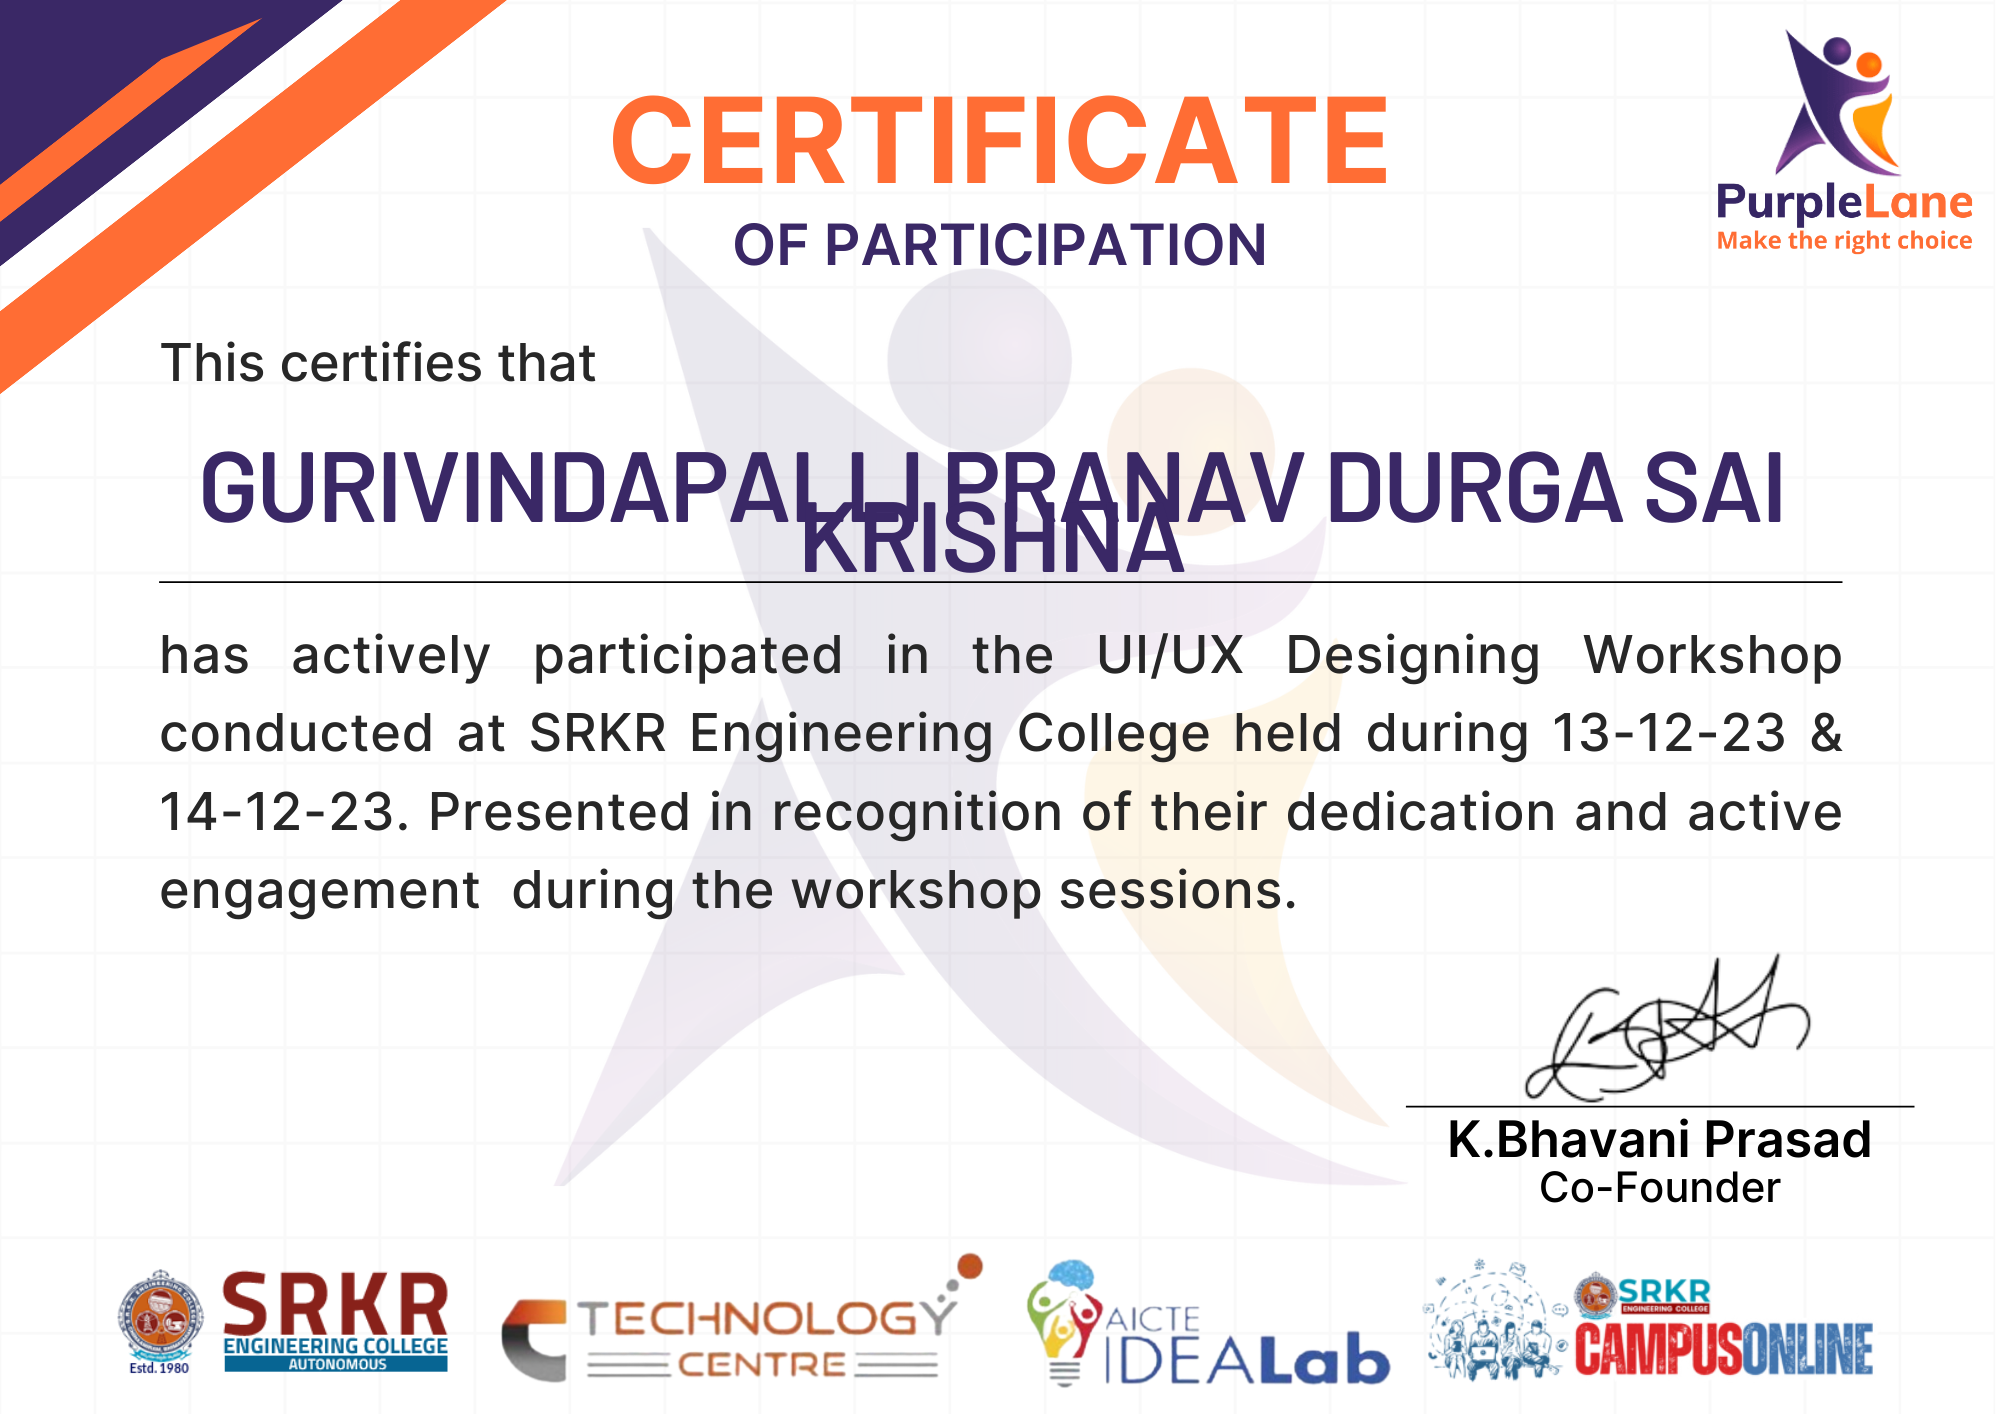 CERTIFICATE
OF PARTICIPATION
PurpleLane
Make the right choice
This certifies that
GURIVINDAPALLI PRANAV DURGA SAI
KRISHNA
has actively participated in the UI/UX Designing Workshop
conducted at SRKR Engineering College held during 13-12-23 &
14-12-23. Presented in recognition of their dedication and active
engagement  during the workshop sessions.
K.Bhavani Prasad
Co-Founder
Estd. 1980
SRKR
ENGINEERING COLLEGE
AUTONOMOUS
TECHNOLOGY
CENTRE
AICTE
IDEALab
SRKR
ENGINEERING COLLEGE
CAMPUSONLINE